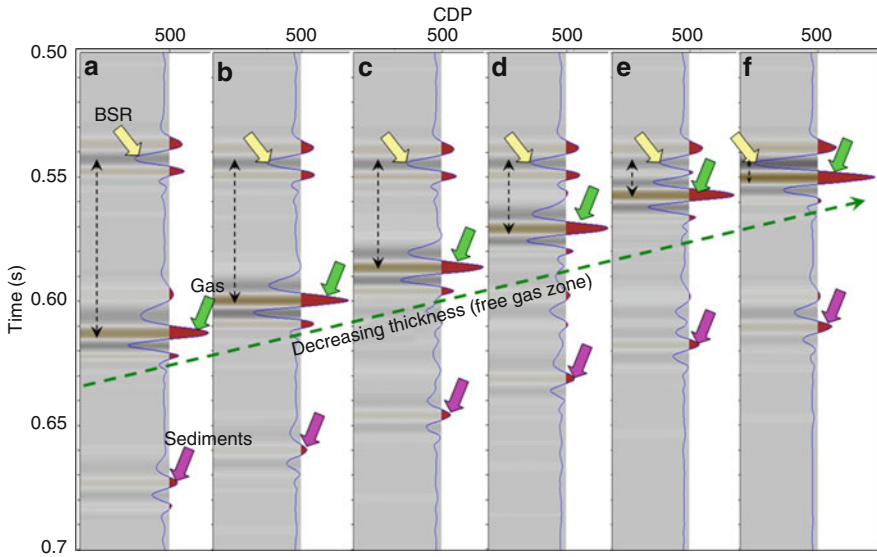 CDP
500 500 500 500 500 500
0.50
a b c d e f
BSR
0.55
Gas
0.60
Decreasing thickness (free gas zone)
Time (s)
0.65
Sediments
0.7